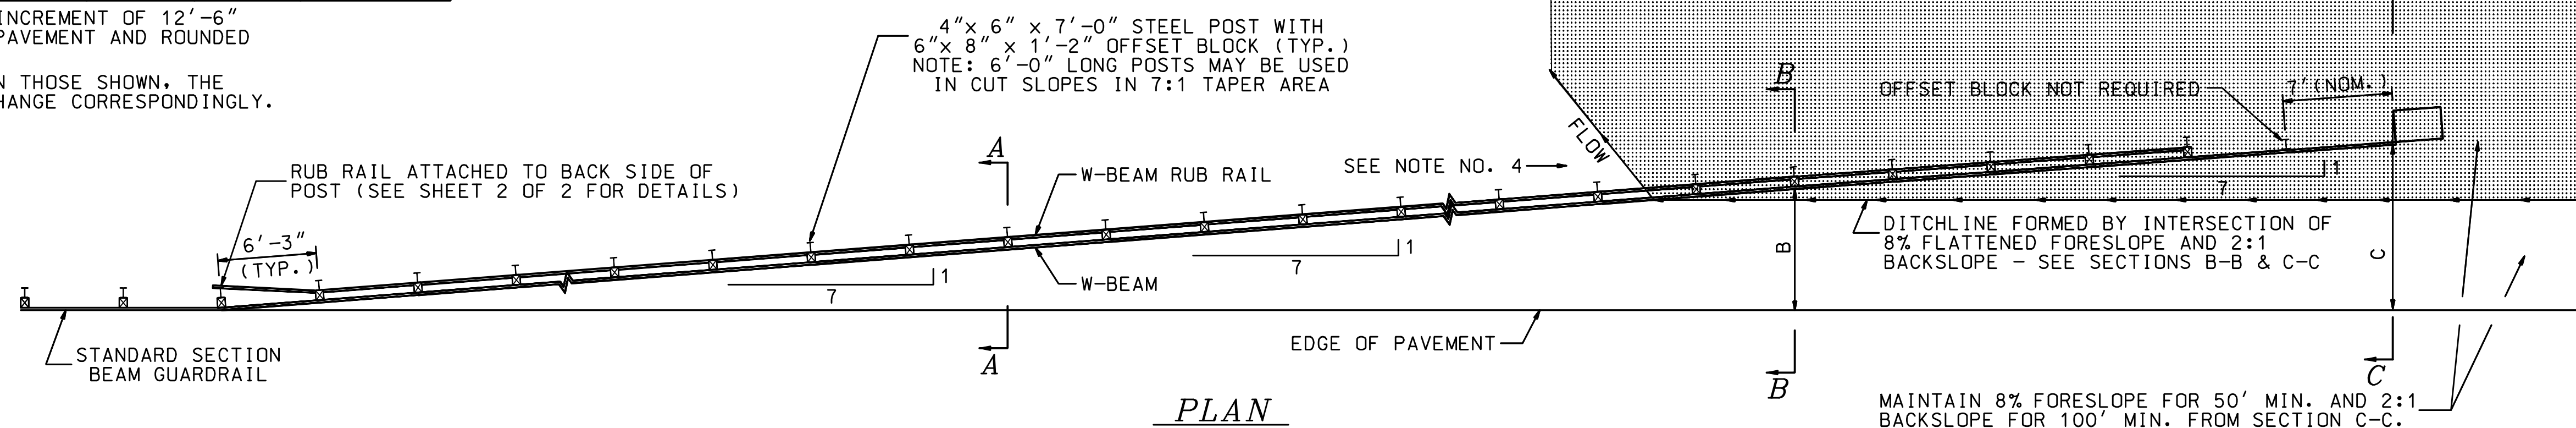 INCREMENT OF 12'-6"
PAVEMENT AND ROUNDED
N THOSE SHOWN, THE
HANGE CORRESPONDINGLY.
4"x 6" x 7'-0" STEEL POST WITH
6"x 8" x 1'-2" OFFSET BLOCK (TYP.)
NOTE: 6'-0" LONG POSTS MAY BE USED
IN CUT SLOPES IN 7:1 TAPER AREA
B
OFFSET BLOCK NOT REQUIRED
7' (NOM.)
FLOW
A
SEE NOTE NO. 4
RUB RAIL ATTACHED TO BACK SIDE OF
POST (SEE SHEET 2 OF 2 FOR DETAILS)
W-BEAM RUB RAIL
1
7
6'-3"
(TYP.)
DITCHLINE FORMED BY INTERSECTION OF
8% FLATTENED FORESLOPE AND 2:1
BACKSLOPE - SEE SECTIONS B-B & C-C
B
C
1
7
1
7
W-BEAM
STANDARD SECTION
BEAM GUARDRAIL
EDGE OF PAVEMENT
A
B
C
MAINTAIN 8% FORESLOPE FOR 50' MIN. AND 2:1
BACKSLOPE FOR 100' MIN. FROM SECTION C-C.
PLAN